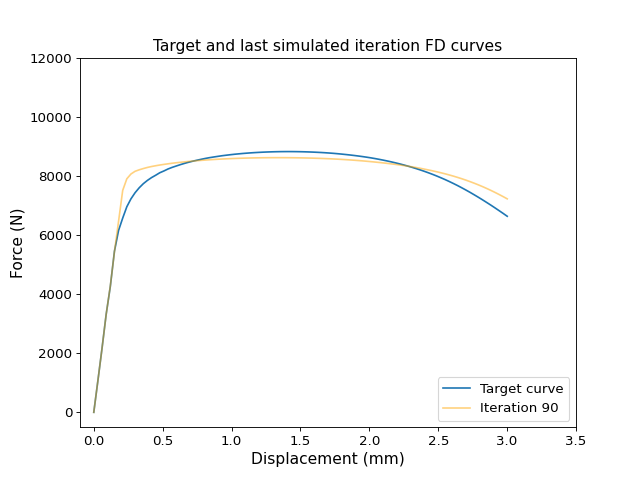 Target and last simulated iteration FD curves
12000
10000
8000
6000
4000
2000
0
Force (N)
0.0 0.5 1.0 1.5 2.0 2.5 3.0 3.5
Displacement (mm)
Target curve
Iteration 90